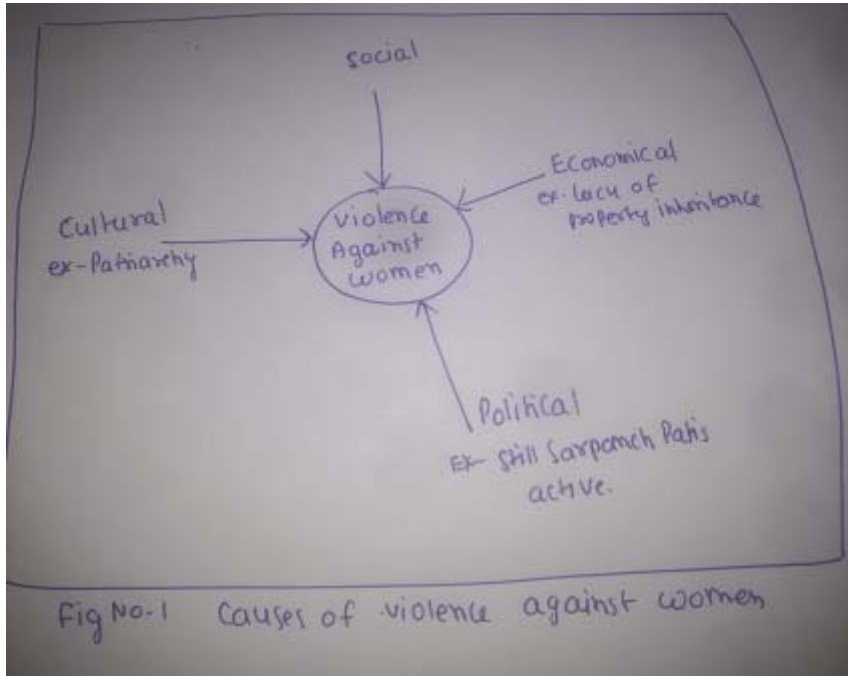 Social
Economical
ex- lacu of
property inheritance
Cultural
ex- Patriarchy
Violence
Against
women
Political
Ex- Still Sarpanch Patis
active.
Fig No-1 Causes of violence against women